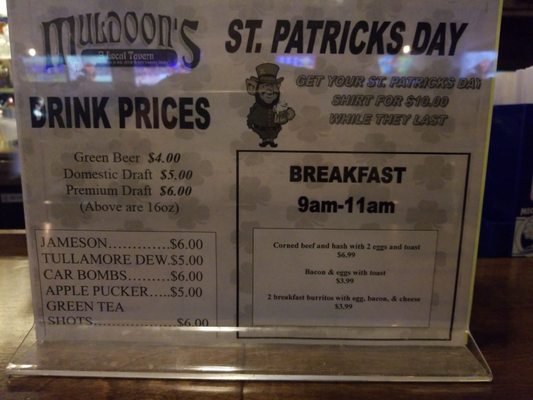 MULDOON'S
A Local Tavern
ST. PATRICKS DAY
GET YOUR ST. PATRICKS DAY
SHIRT FOR $10.00
WHILE THEY LAST
DRINK PRICES
Green Beer $4.00
Domestic Draft $5.00
Premium Draft $6.00
(Above are 16oz)
JAMESON.............$6.00
TULLAMORE DEW.$5.00
CAR BOMBS.........$6.00
APPLE PUCKER.....$5.00
GREEN TEA
SHOTS.................$6.00
BREAKFAST
9am-11am
Corned beef and hash with 2 eggs and toast
$6.99
Bacon & eggs with toast
$3.99
2 breakfast burritos with egg, bacon, & cheese
$3.99